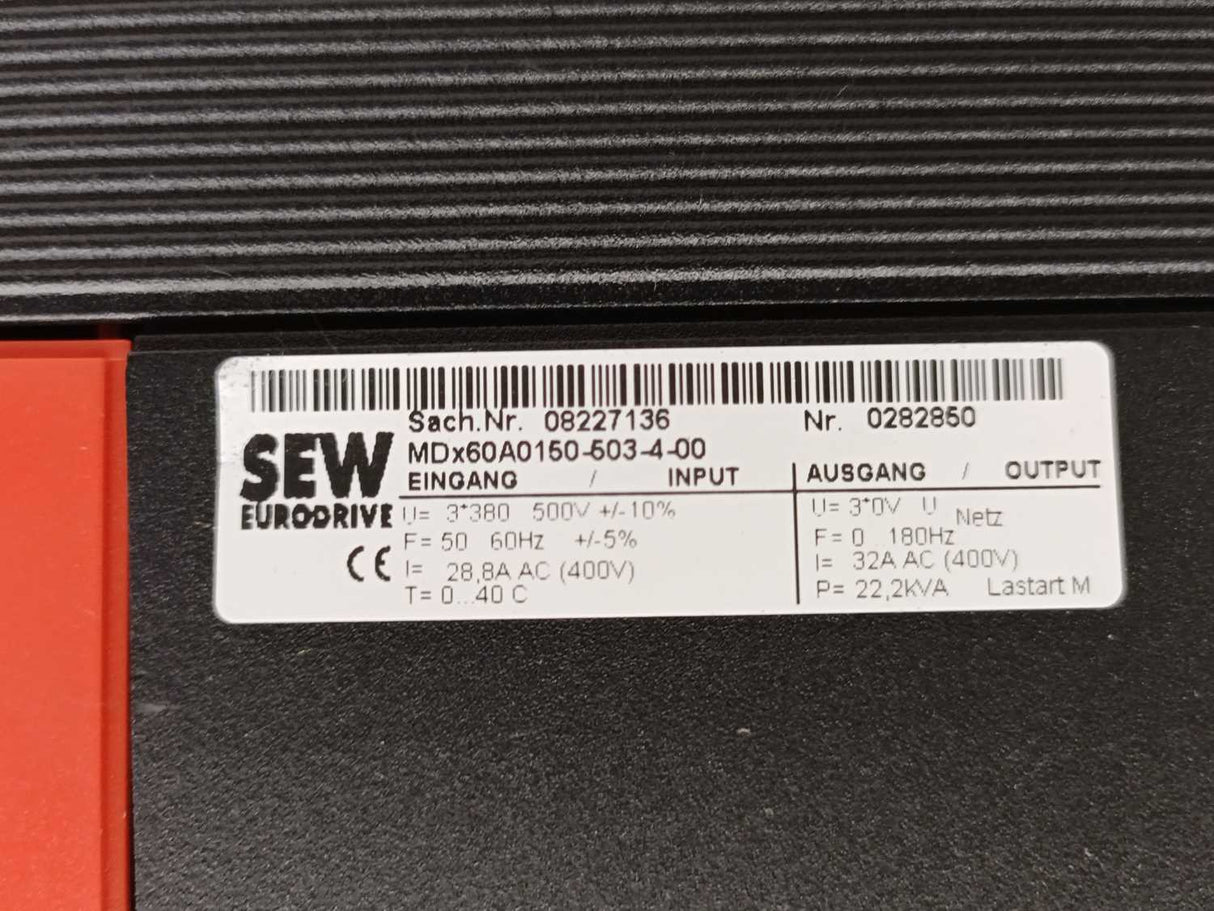 Sach.Nr. 08227136 Nr. 0282850
SEW
EURODRIVE
CE
MDx60A0150-503-4-00
EINGANG / INPUT
U= 3*380 500V +/-10%
F= 50 60Hz +/-5%
I= 28,8A AC (400V)
T= 0...40 C
AUSGANG / OUTPUT
U= 3*0V U Netz
F= 0 180Hz
I= 32A AC (400V)
P= 22,2kVA Lastart M